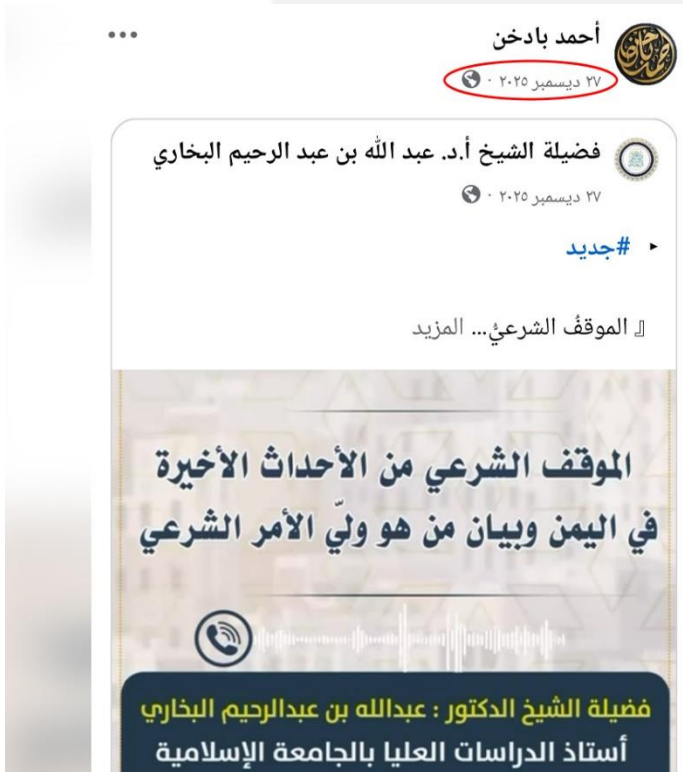 أحمد بادخن
٢٧ ديسمبر ٢٠٢٥ ·
فضيلة الشيخ أ.د. عبد الله بن عبد الرحيم البخاري
٢٧ ديسمبر ٢٠٢٥ ·
#جديد
『 الموقفُ الشرعيُّ... المزيد
الموقف الشرعي من الأحداث الأخيرة
في اليمن وبيان من هو وليّ الأمر الشرعي
فضيلة الشيخ الدكتور : عبدالله بن عبدالرحيم البخاري
أستاذ الدراسات العليا بالجامعة الإسلامية